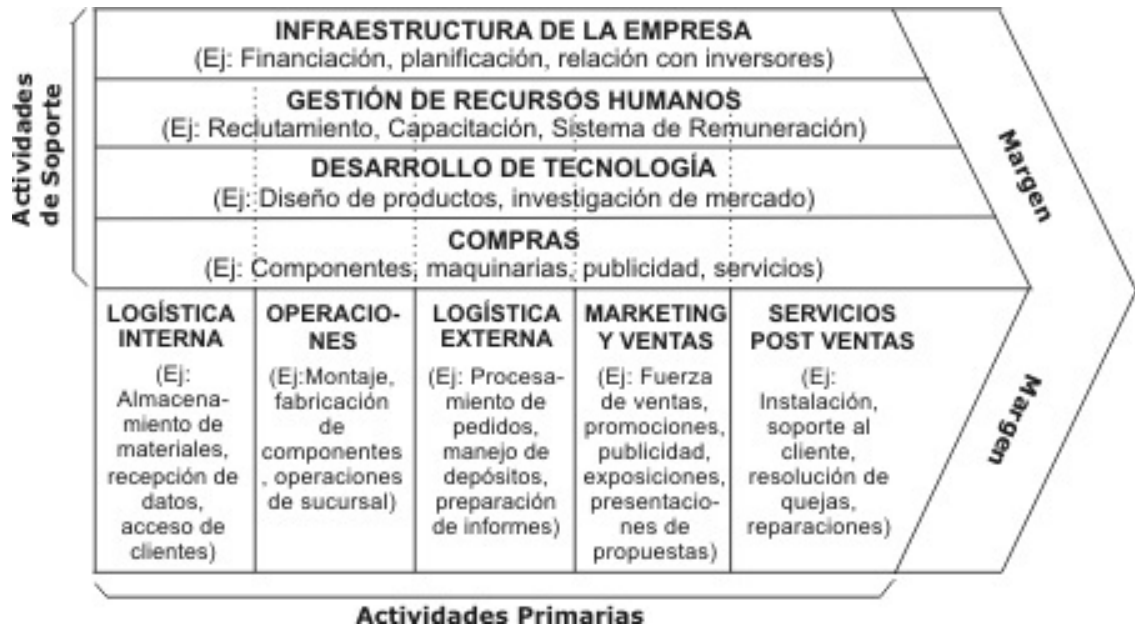 Actividades
de Soporte
INFRAESTRUCTURA DE LA EMPRESA
(Ej: Financiación, planificación, relación con inversores)
GESTIÓN DE RECURSOS HUMANOS
(Ej: Reclutamiento, Capacitación, Sistema de Remuneración)
DESARROLLO DE TECNOLOGÍA
(Ej: Diseño de productos, investigación de mercado)
COMPRAS
(Ej: Componentes, maquinarias, publicidad, servicios)
Margen
LOGÍSTICA
INTERNA
(Ej:
Almacena-
miento de
materiales,
recepción de
datos,
acceso de
clientes)
OPERACIO-
NES
(Ej:Montaje,
fabricación
de
componentes
, operaciones
de sucursal)
LOGÍSTICA
EXTERNA
(Ej: Procesa-
miento de
pedidos,
manejo de
depósitos,
preparación
de informes)
MARKETING
Y VENTAS
(Ej: Fuerza
de ventas,
promociones,
publicidad,
exposiciones,
presentacio-
nes de
propuestas)
SERVICIOS
POST VENTAS
(Ej:
Instalación,
soporte al
cliente,
resolución de
quejas,
reparaciones)
Margen
Actividades Primarias